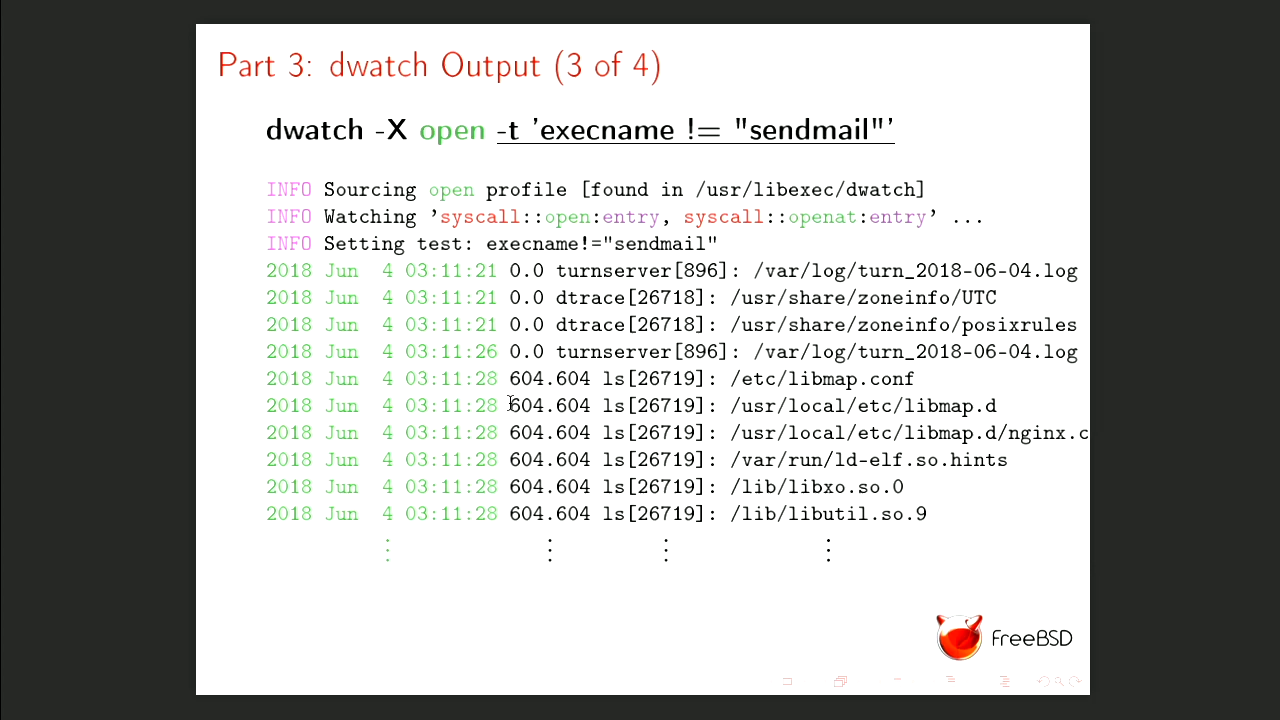 Part 3: dwatch Output (3 of 4)
dwatch -X open -t 'execname != "sendmail"'
INFO Sourcing open profile [found in /usr/libexec/dwatch]
INFO Watching 'syscall::open:entry, syscall::openat:entry' ...
INFO Setting test: execname!="sendmail"
2018 Jun  4 03:11:21 0.0 turnserver[896]: /var/log/turn_2018-06-04.log
2018 Jun  4 03:11:21 0.0 dtrace[26718]: /usr/share/zoneinfo/UTC
2018 Jun  4 03:11:21 0.0 dtrace[26718]: /usr/share/zoneinfo/posixrules
2018 Jun  4 03:11:26 0.0 turnserver[896]: /var/log/turn_2018-06-04.log
2018 Jun  4 03:11:28 604.604 ls[26719]: /etc/libmap.conf
2018 Jun  4 03:11:28 604.604 ls[26719]: /usr/local/etc/libmap.d
2018 Jun  4 03:11:28 604.604 ls[26719]: /usr/local/etc/libmap.d/nginx.c
2018 Jun  4 03:11:28 604.604 ls[26719]: /var/run/ld-elf.so.hints
2018 Jun  4 03:11:28 604.604 ls[26719]: /lib/libxo.so.0
2018 Jun  4 03:11:28 604.604 ls[26719]: /lib/libutil.so.9
⋮ ⋮ ⋮ ⋮
FreeBSD